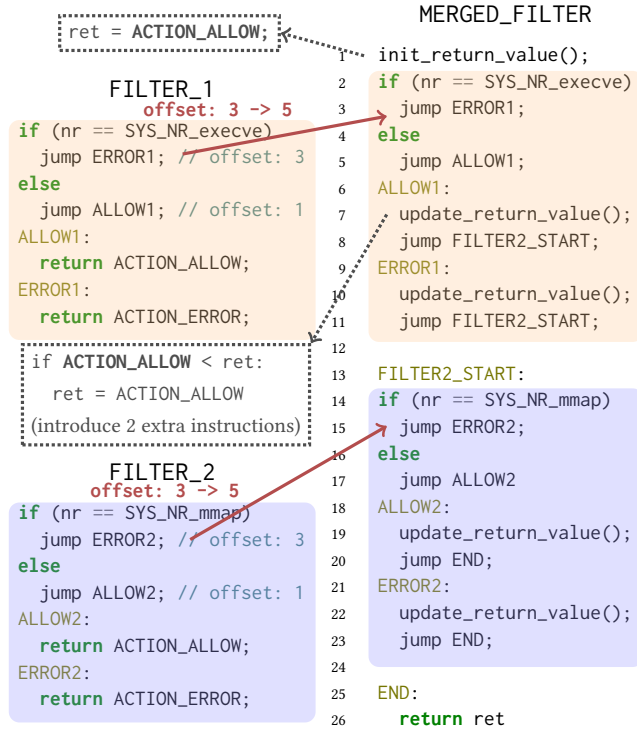 ret = ACTION_ALLOW;
FILTER_1
offset: 3 -> 5
if (nr == SYS_NR_execve)
jump ERROR1; // offset: 3
else
jump ALLOW1; // offset: 1
ALLOW1:
return ACTION_ALLOW;
ERROR1:
return ACTION_ERROR;
if ACTION_ALLOW < ret:
ret = ACTION_ALLOW
(introduce 2 extra instructions)
FILTER_2
offset: 3 -> 5
if (nr == SYS_NR_mmap)
jump ERROR2; // offset: 3
else
jump ALLOW2; // offset: 1
ALLOW2:
return ACTION_ALLOW;
ERROR2:
return ACTION_ERROR;
MERGED_FILTER
1 init_return_value();
2 if (nr == SYS_NR_execve)
3 jump ERROR1;
4 else
5 jump ALLOW1;
6 ALLOW1:
7 update_return_value();
8 jump FILTER2_START;
9 ERROR1:
10 update_return_value();
11 jump FILTER2_START;
12
13 FILTER2_START:
14 if (nr == SYS_NR_mmap)
15 jump ERROR2;
16 else
17 jump ALLOW2
18 ALLOW2:
19 update_return_value();
20 jump END;
21 ERROR2:
22 update_return_value();
23 jump END;
24
25 END:
26 return ret